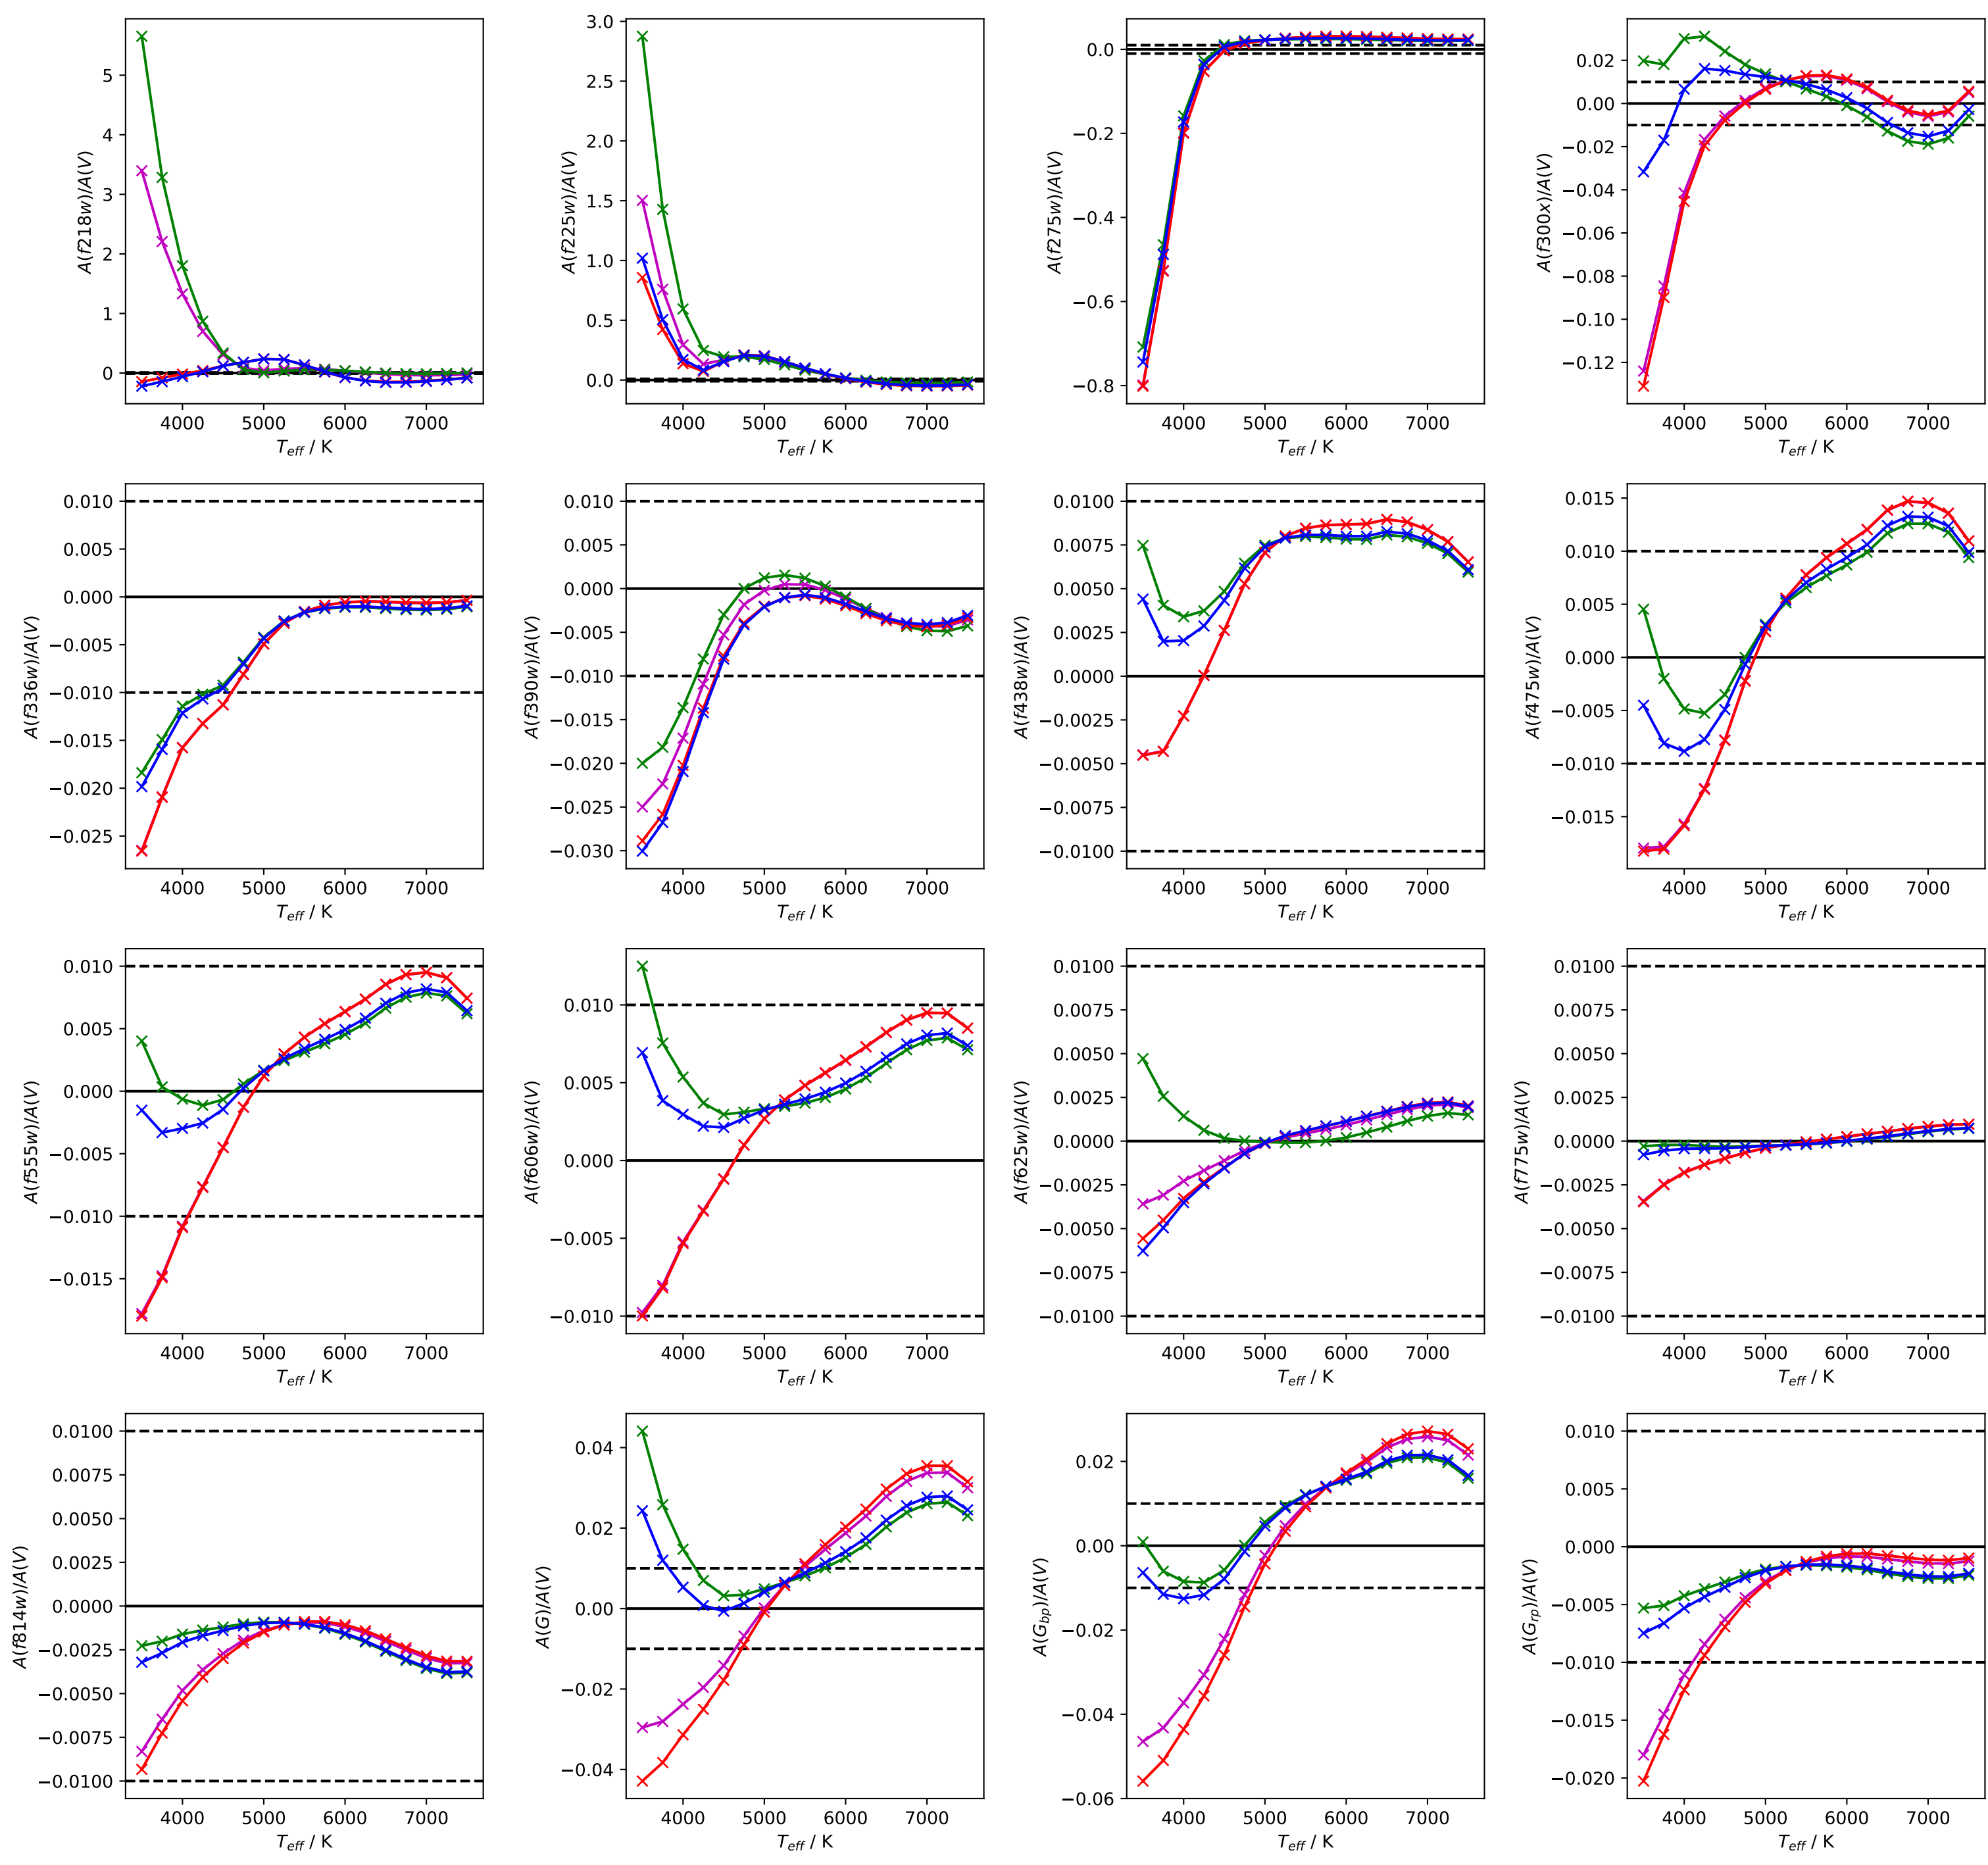 A(f218w)/A(V)
5
4
3
2
1
0
4000 5000 6000 7000
T_eff / K
A(f225w)/A(V)
3.0
2.5
2.0
1.5
1.0
0.5
0.0
4000 5000 6000 7000
T_eff / K
A(f275w)/A(V)
0.0
−0.2
−0.4
−0.6
−0.8
4000 5000 6000 7000
T_eff / K
A(f300x)/A(V)
0.02
0.00
−0.02
−0.04
−0.06
−0.08
−0.10
−0.12
4000 5000 6000 7000
T_eff / K
A(f336w)/A(V)
0.010
0.005
0.000
−0.005
−0.010
−0.015
−0.020
−0.025
4000 5000 6000 7000
T_eff / K
A(f390w)/A(V)
0.010
0.005
0.000
−0.005
−0.010
−0.015
−0.020
−0.025
−0.030
4000 5000 6000 7000
T_eff / K
A(f438w)/A(V)
0.0100
0.0075
0.0050
0.0025
0.0000
−0.0025
−0.0050
−0.0075
−0.0100
4000 5000 6000 7000
T_eff / K
A(f475w)/A(V)
0.015
0.010
0.005
0.000
−0.005
−0.010
−0.015
4000 5000 6000 7000
T_eff / K
A(f555w)/A(V)
0.010
0.005
0.000
−0.005
−0.010
−0.015
4000 5000 6000 7000
T_eff / K
A(f606w)/A(V)
0.010
0.005
0.000
−0.005
−0.010
4000 5000 6000 7000
T_eff / K
A(f625w)/A(V)
0.0100
0.0075
0.0050
0.0025
0.0000
−0.0025
−0.0050
−0.0075
−0.0100
4000 5000 6000 7000
T_eff / K
A(f775w)/A(V)
0.0100
0.0075
0.0050
0.0025
0.0000
−0.0025
−0.0050
−0.0075
−0.0100
4000 5000 6000 7000
T_eff / K
A(f814w)/A(V)
0.0100
0.0075
0.0050
0.0025
0.0000
−0.0025
−0.0050
−0.0075
−0.0100
4000 5000 6000 7000
T_eff / K
A(G)/A(V)
0.04
0.02
0.00
−0.02
−0.04
4000 5000 6000 7000
T_eff / K
A(G_bp)/A(V)
0.02
0.00
−0.02
−0.04
−0.06
4000 5000 6000 7000
T_eff / K
A(G_rp)/A(V)
0.010
0.005
0.000
−0.005
−0.010
−0.015
−0.020
4000 5000 6000 7000
T_eff / K